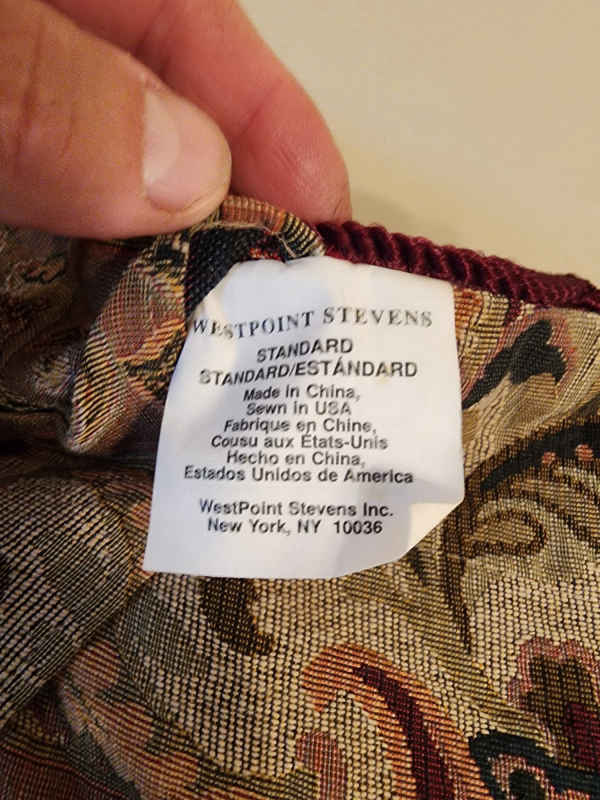 WESTPOINT STEVENS
STANDARD
STANDARD/ESTÁNDARD
Made in China,
Sewn in USA
Fabrique en Chine,
Cousu aux États-Unis
Hecho en China,
Estados Unidos de America
WestPoint Stevens Inc.
New York, NY 10036